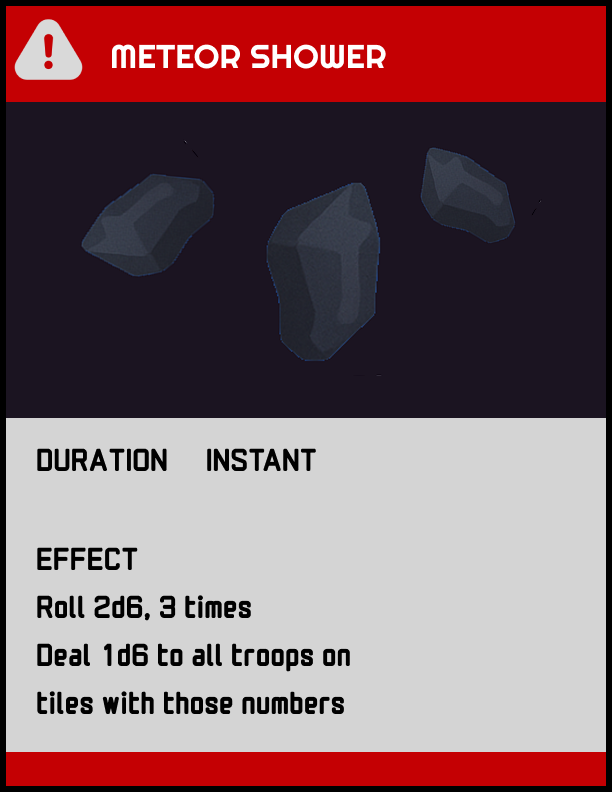 METEOR SHOWER
DURATION INSTANT
EFFECT
Roll 2d6, 3 times
Deal 1d6 to all troops on
tiles with those numbers